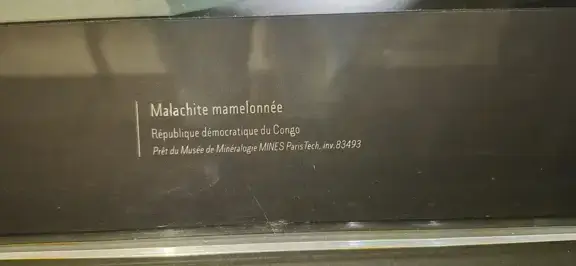 Malachite mamelonnée
République démocratique du Congo
Prêt du Musée de Minéralogie MINES ParisTech, inv. 83493